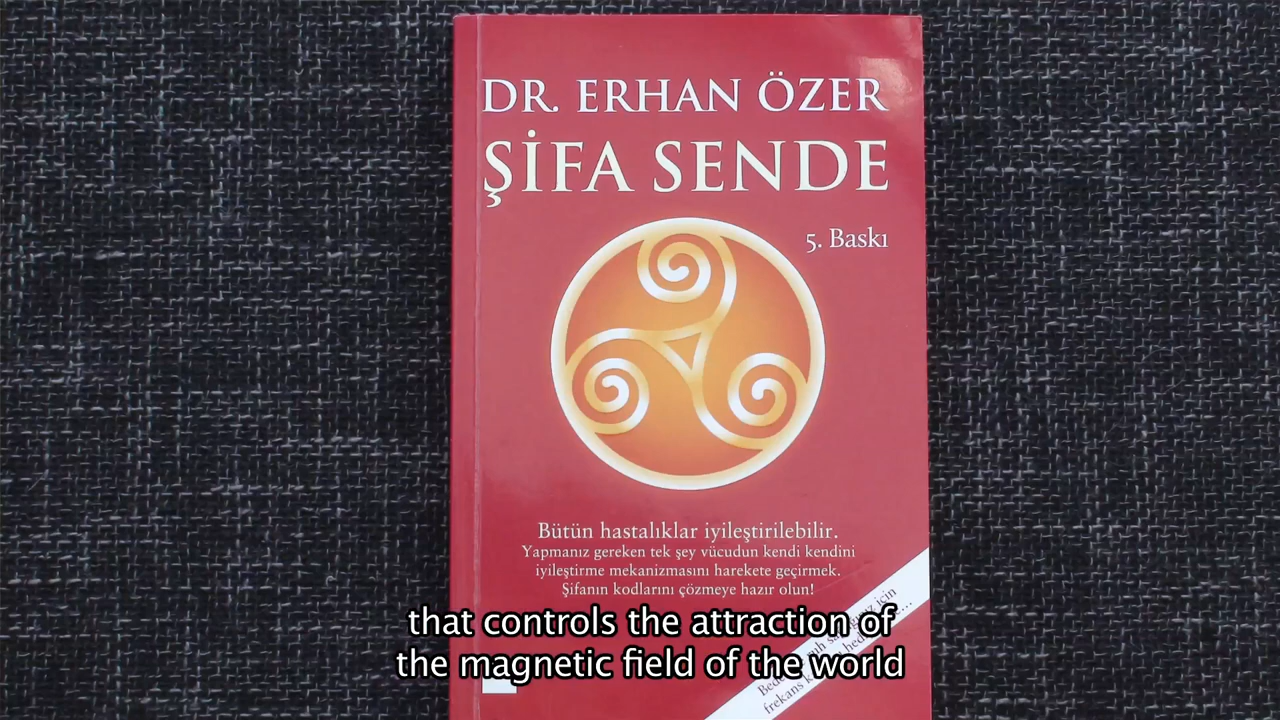 DR. ERHAN ÖZER
ŞİFA SENDE
5. Baskı
Bütün hastalıklar iyileştirilebilir.
Yapmanız gereken tek şey vücudun kendi kendini
iyileştirme mekanizmasını harekete geçirmek.
Şifanın kodlarını çözmeye hazır olun!
that controls the attraction of
the magnetic field of the world
için
frekans